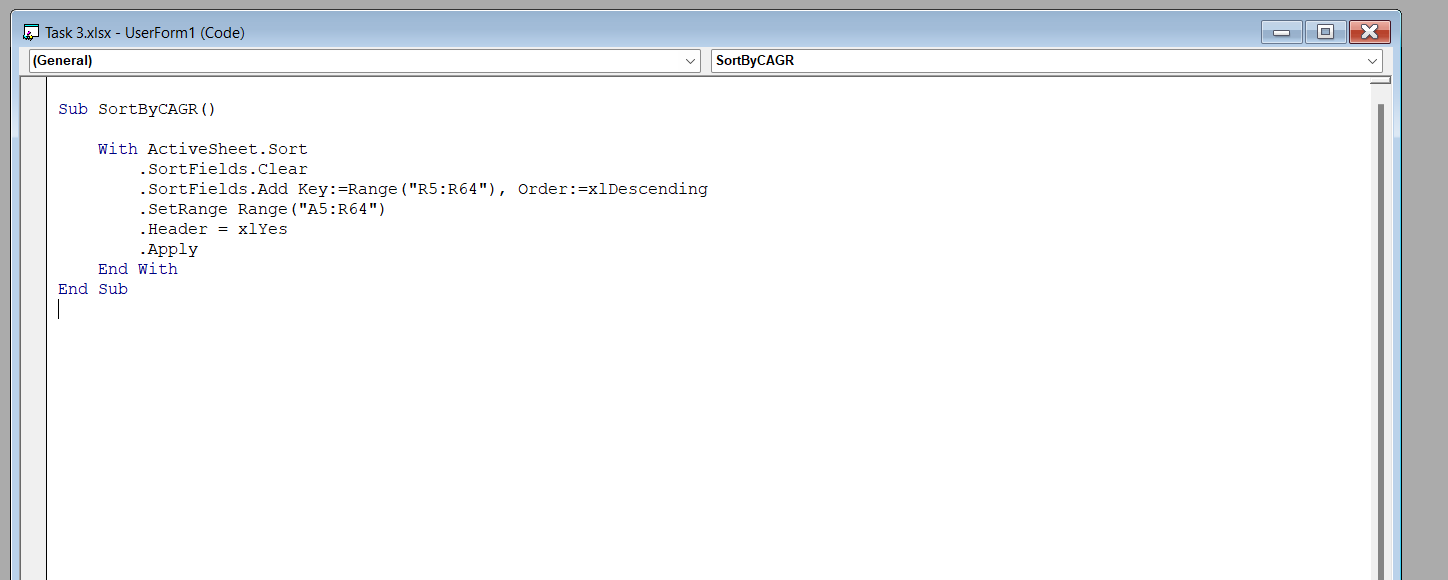 Task 3.xlsx - UserForm1 (Code)
(General)
SortByCAGR
Sub SortByCAGR()
    With ActiveSheet.Sort
        .SortFields.Clear
        .SortFields.Add Key:=Range("R5:R64"), Order:=xlDescending
        .SetRange Range("A5:R64")
        .Header = xlYes
        .Apply
    End With
End Sub